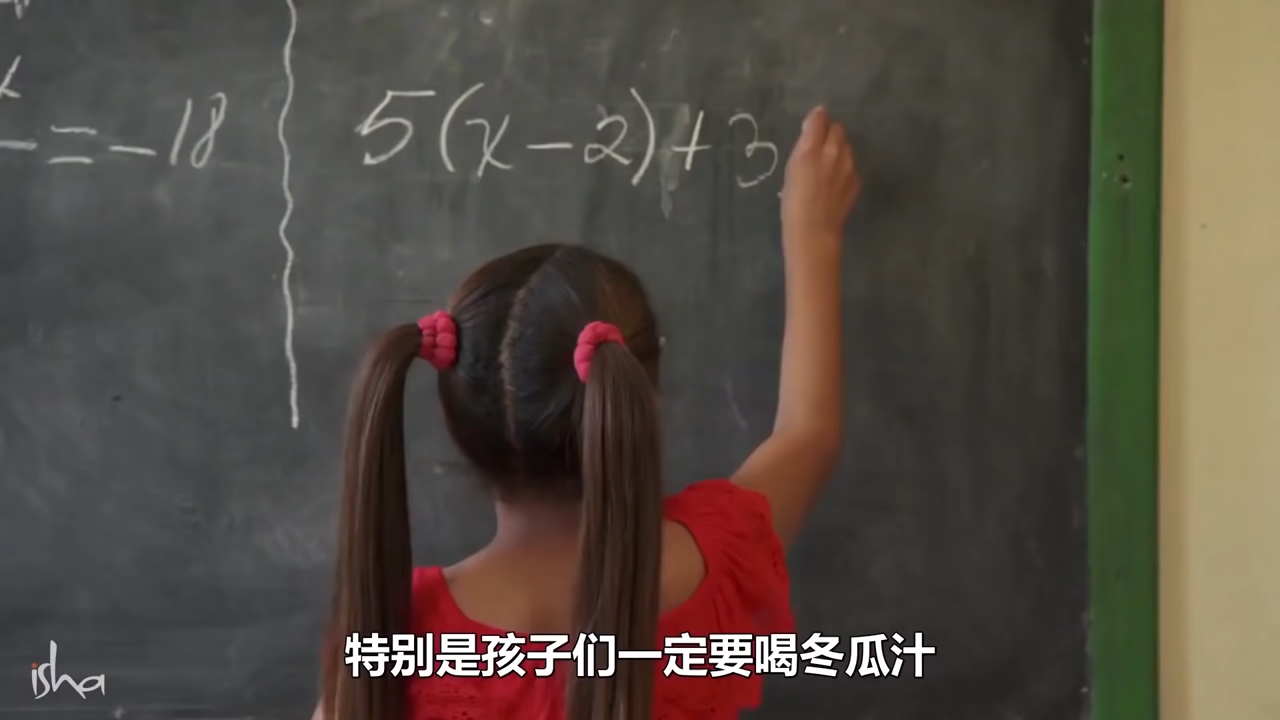 = -18
5(x-2)+3
特别是孩子们一定要喝冬瓜汁
isha